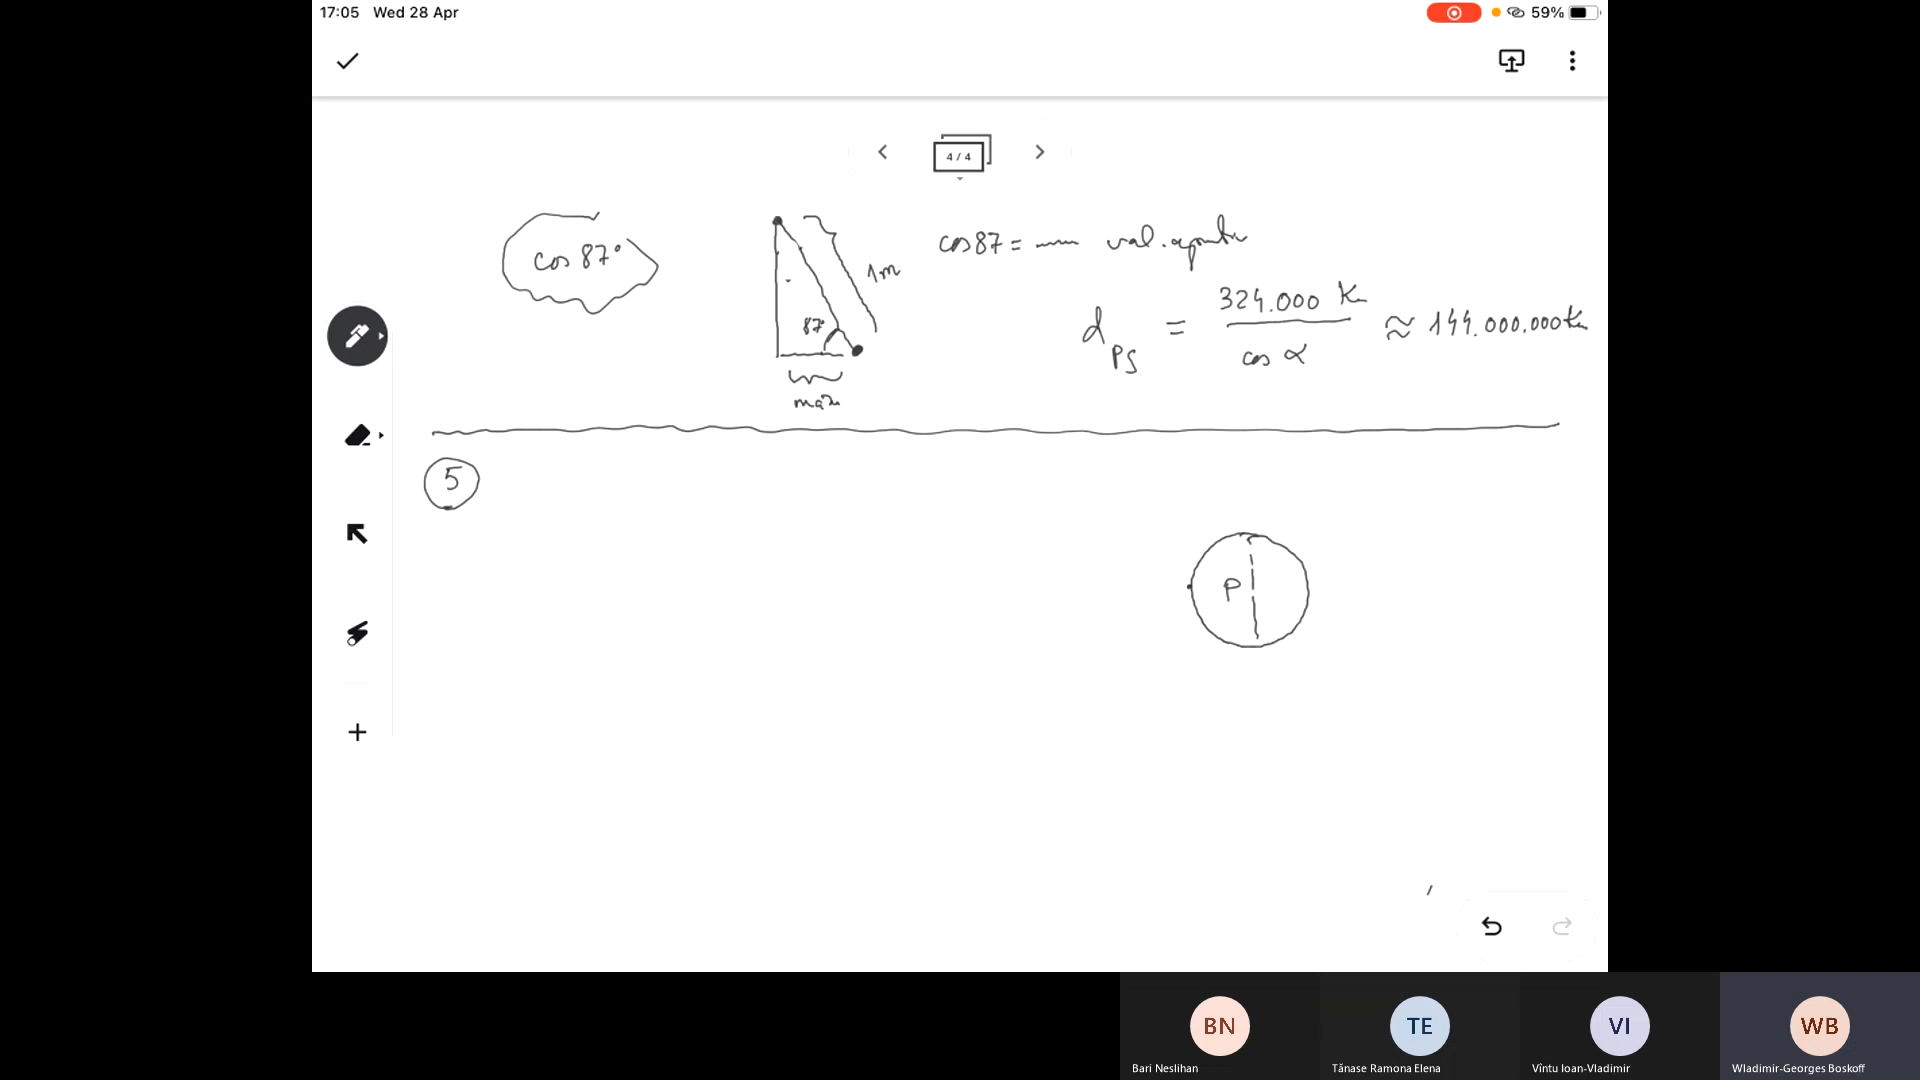 17:05 Wed 28 Apr
59%
4 / 4
cos 87°
1m
87°
cos 87 = val.
d PS = 324.000 Km / cos α ≈ 144.000.000 Km
5
P
BN
TE
VI
WB
Bari Neslihan
Tănase Ramona Elena
Vîntu Ioan-Vladimir
Wladimir-Georges Boskoff